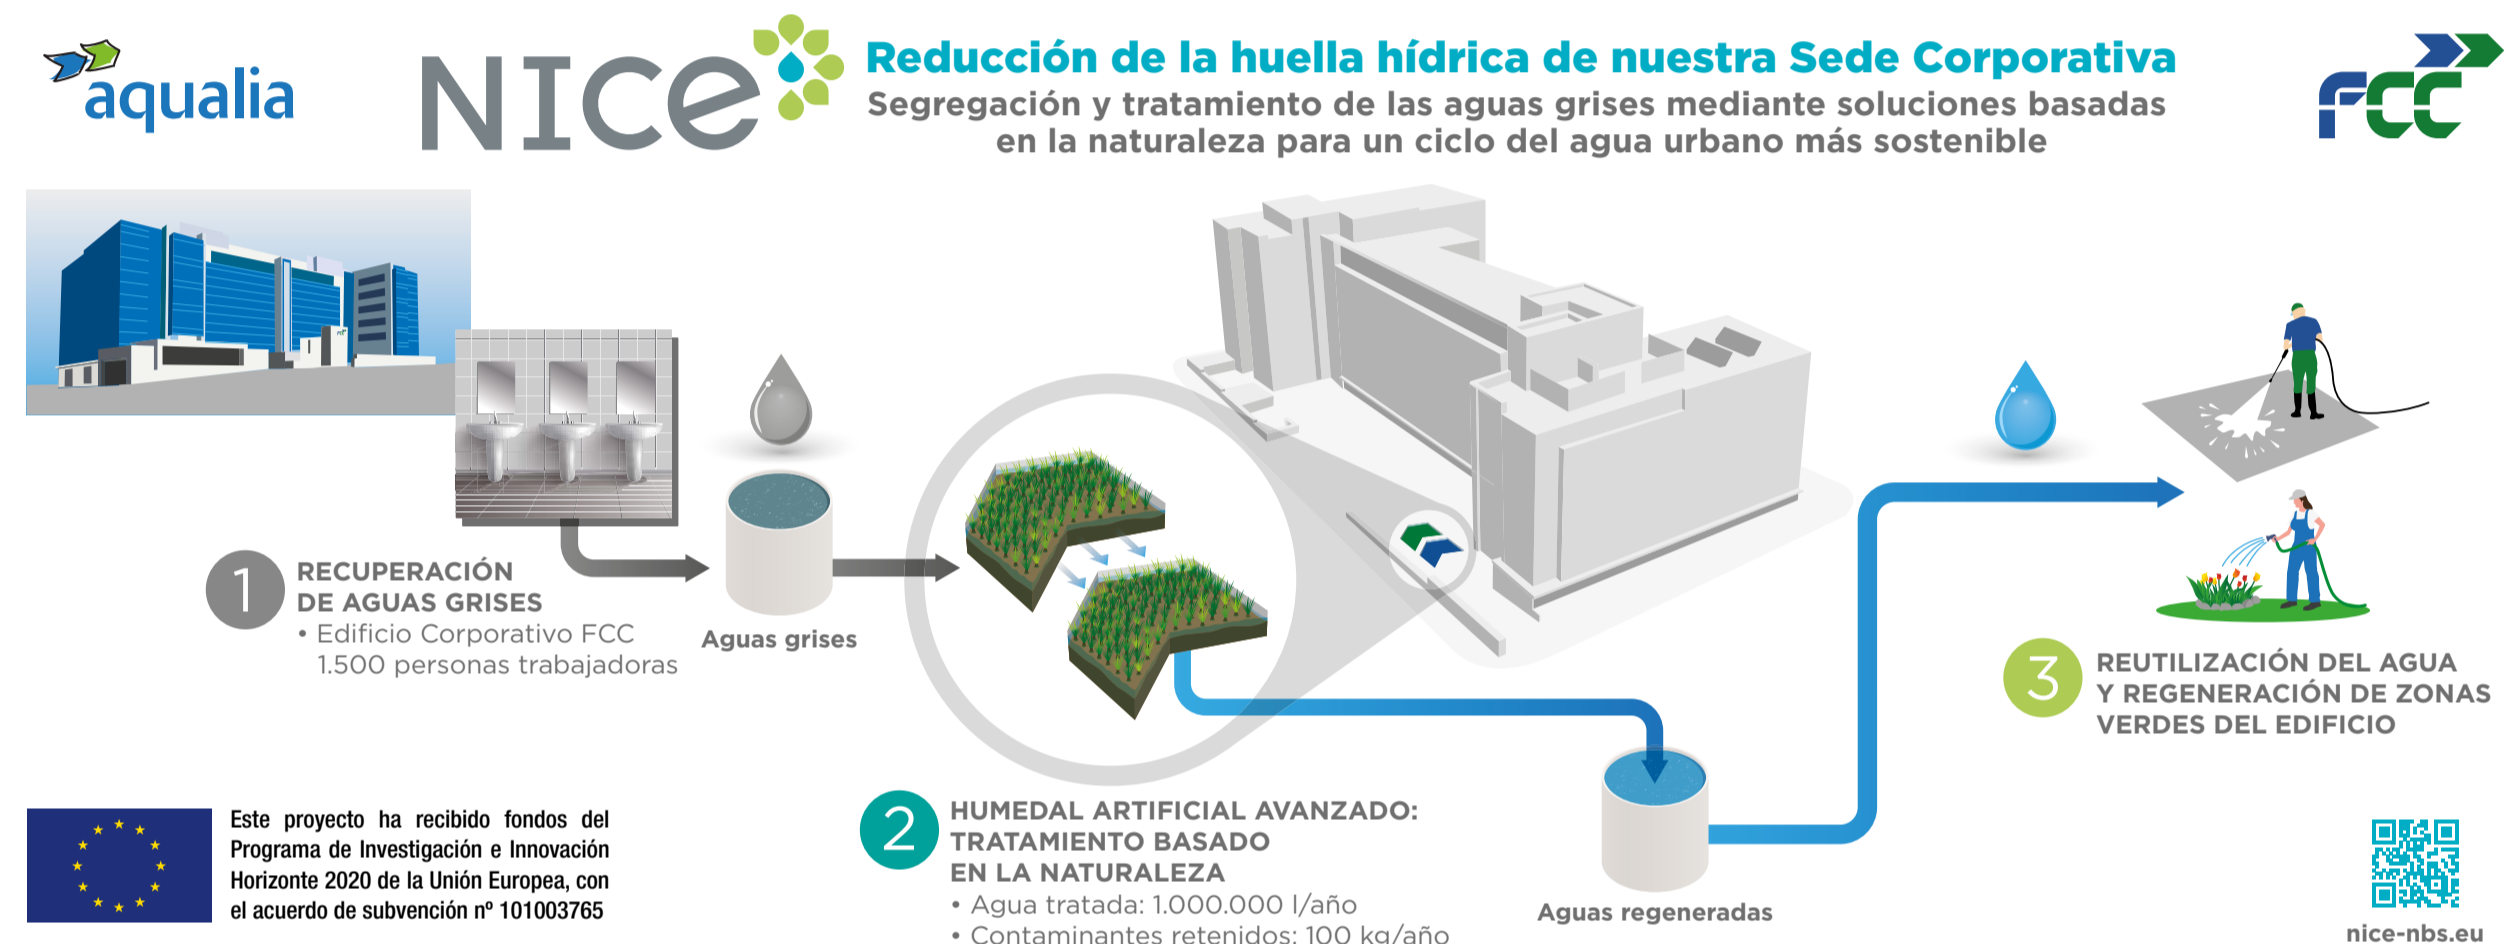 aqualia
NICe
Reducción de la huella hídrica de nuestra Sede Corporativa
Segregación y tratamiento de las aguas grises mediante soluciones basadas
en la naturaleza para un ciclo del agua urbano más sostenible
FCC
1
RECUPERACIÓN
DE AGUAS GRISES
• Edificio Corporativo FCC
1.500 personas trabajadoras
Aguas grises
2
HUMEDAL ARTIFICIAL AVANZADO:
TRATAMIENTO BASADO
EN LA NATURALEZA
• Agua tratada: 1.000.000 l/año
• Contaminantes retenidos: 100 kg/año
Aguas regeneradas
3
REUTILIZACIÓN DEL AGUA
Y REGENERACIÓN DE ZONAS
VERDES DEL EDIFICIO
Este proyecto ha recibido fondos del
Programa de Investigación e Innovación
Horizonte 2020 de la Unión Europea, con
el acuerdo de subvención nº 101003765
nice-nbs.eu